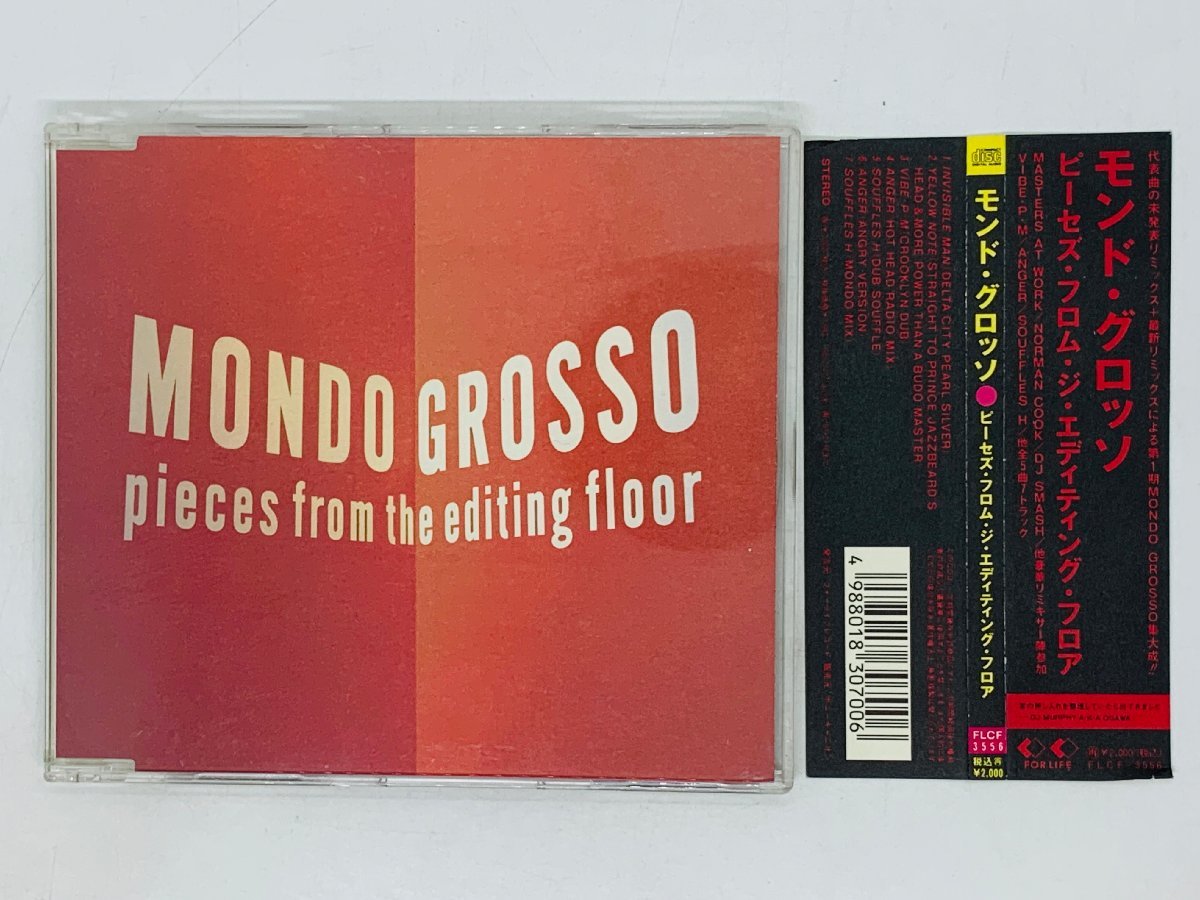 MONDO GROSSO
pieces from the editing floor
代表曲の未発表リミックス+最新リミックスによる第1期MONDO GROSSO集大成!!
モンド・グロッソ
ピーセズ・フロム・ジ・エディティング・フロア
MASTERS AT WORK/NORMAN COOK/DJ SMASH/他豪華リミキサー陣参加
VIBE・P・M/ANGER/SOUFFLES H/他全5曲7トラック
FOR LIFE
FLCF-3556
COMPACT
disc
DIGITAL AUDIO
モンド・グロッソ●ピーセズ・フロム・ジ・エディティング・フロア
FLCF
3556
税込
¥2,000
1.INVISIBLE MAN DELTA CITY PEARL SILVER
2.YELLOW NOTE STRAIGHT TO PRINCE JAZZBEARD'S
HEAD & MORE POWER THAN A BUDO MASTER
3.VIBE・P・M CROOKLYN DUB
4.ANGER HOT HEAD RADIO MIX
5.SOUFFLES H DUB SOUFFLE
6.ANGER ANGRY VERSION
7.SOUFFLES H MONDO MIX
STEREO
4 988018 307006